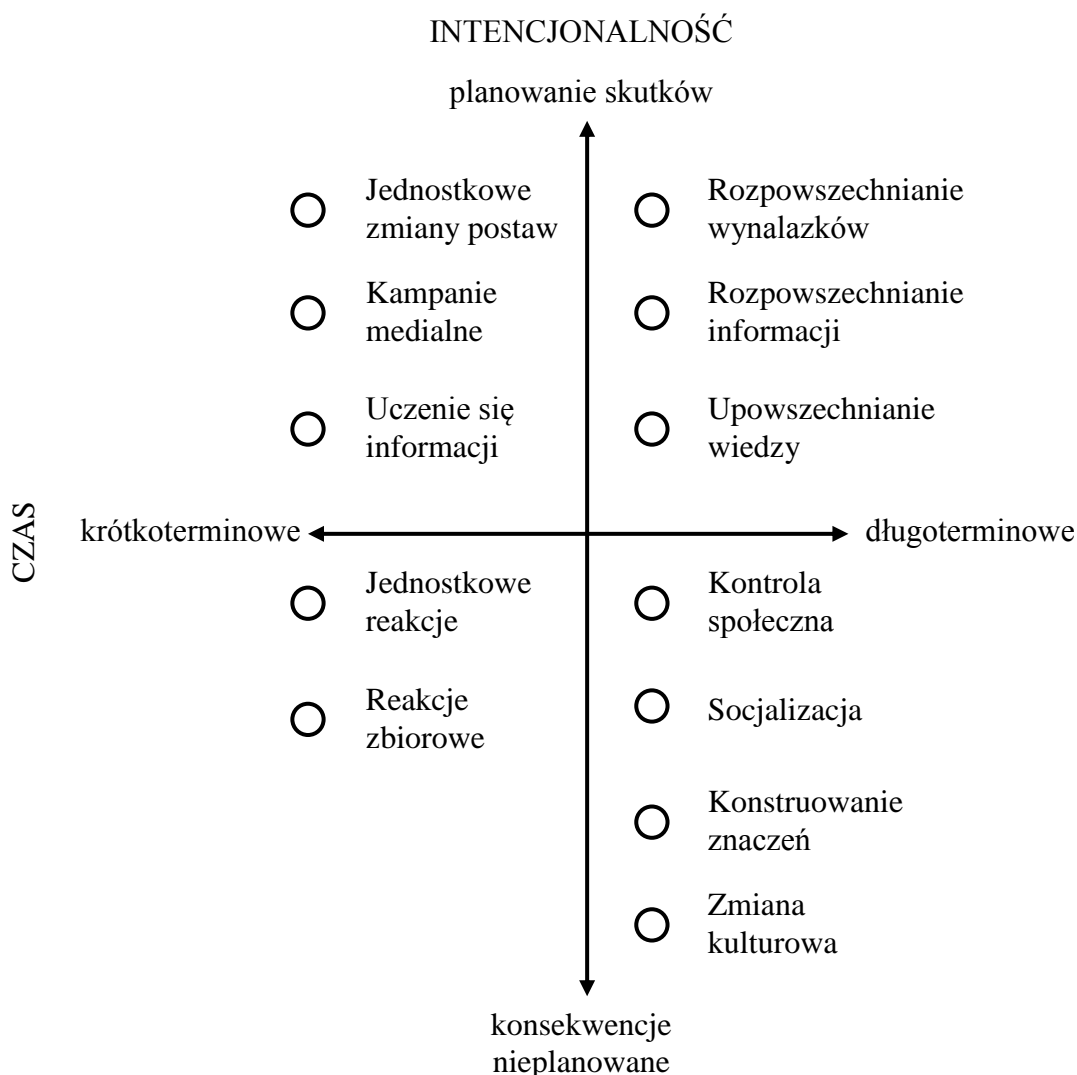 INTENCJONALNOŚĆ
planowanie skutków
Jednostkowe
zmiany postaw
Rozpowszechnianie
wynalazków
Kampanie
medialne
Rozpowszechnianie
informacji
Uczenie się
informacji
Upowszechnianie
wiedzy
CZAS
krótkoterminowe
długoterminowe
Jednostkowe
reakcje
Kontrola
społeczna
Reakcje
zbiorowe
Socjalizacja
Konstruowanie
znaczeń
Zmiana
kulturowa
konsekwencje
nieplanowane